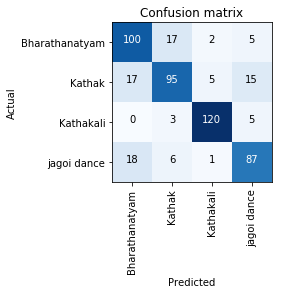 Confusion matrix
Actual
Bharathanatyam 100 17 2 5
Kathak 17 95 5 15
Kathakali 0 3 120 5
jagoi dance 18 6 1 87
Bharathanatyam
Kathak
Kathakali
jagoi dance
Predicted